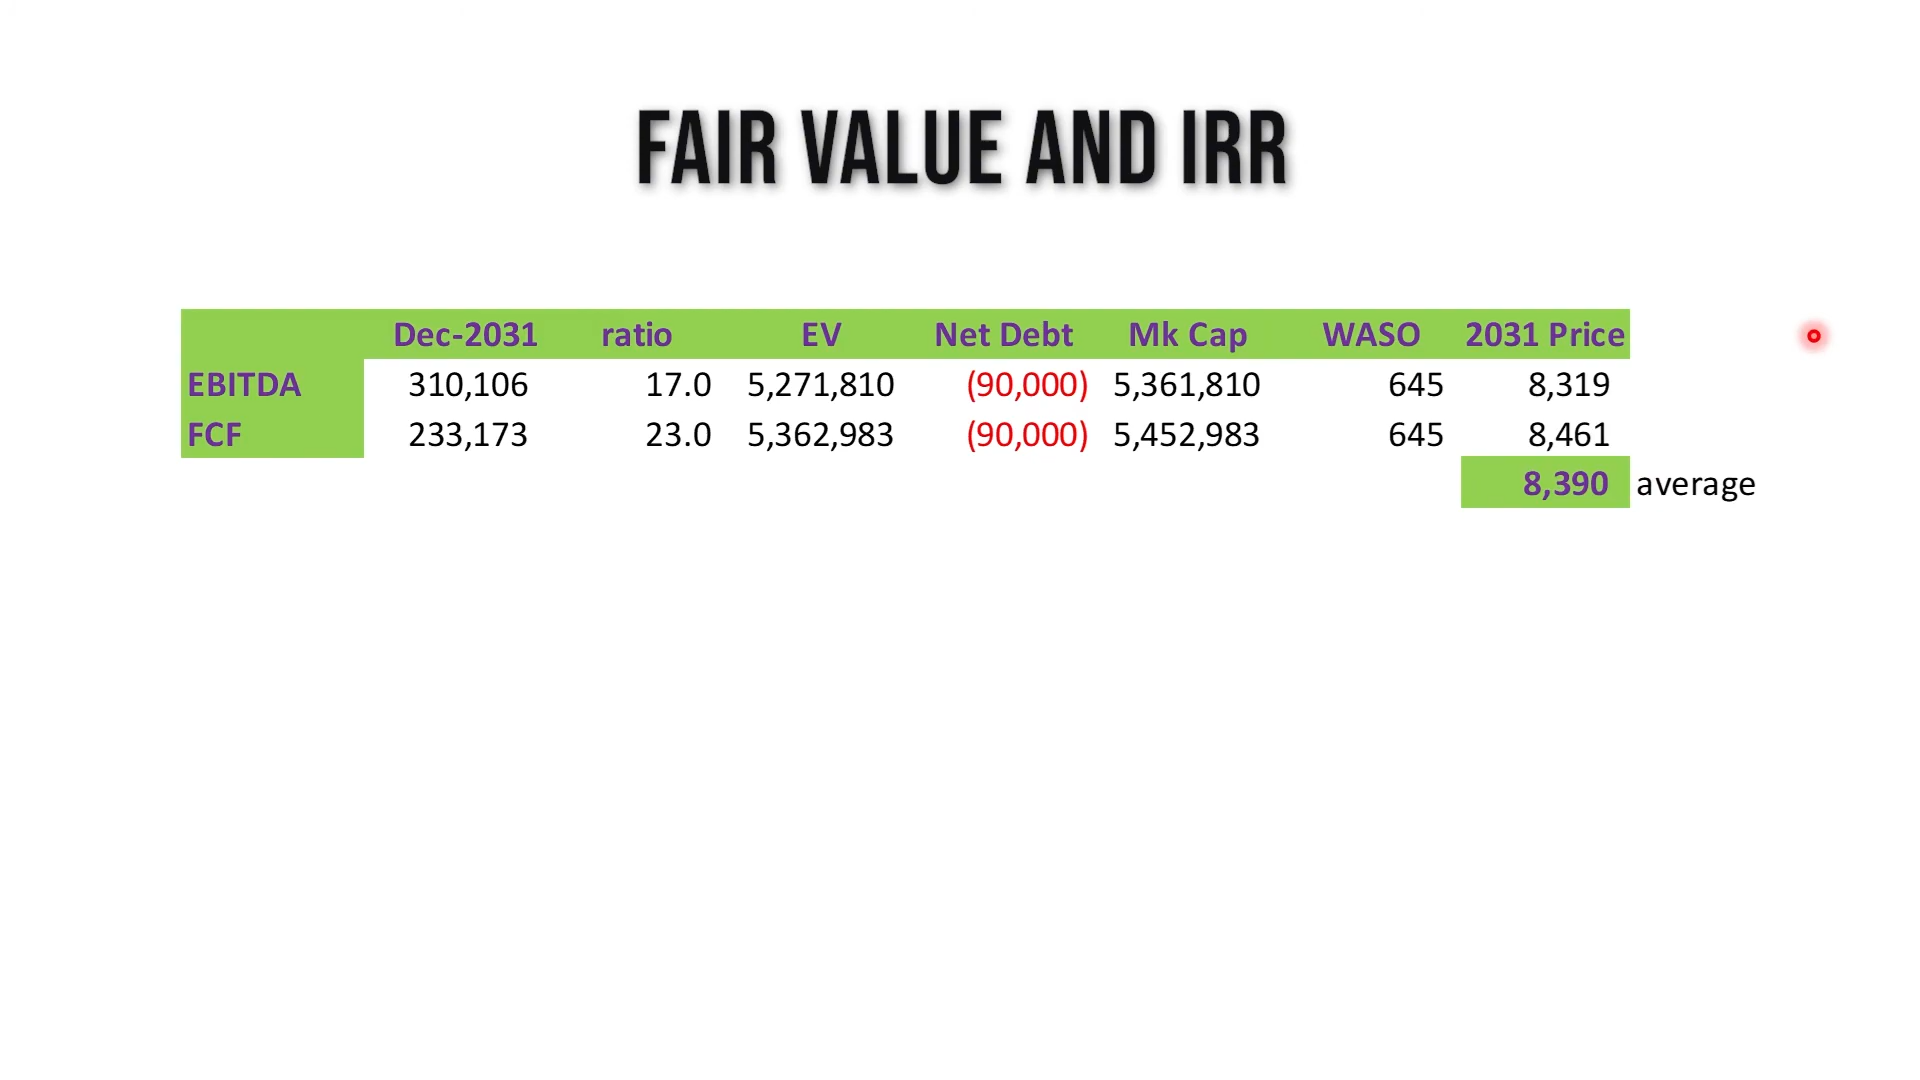 FAIR VALUE AND IRR
Dec-2031 ratio EV Net Debt Mk Cap WASO 2031 Price
EBITDA 310,106 17.0 5,271,810 (90,000) 5,361,810 645 8,319
FCF 233,173 23.0 5,362,983 (90,000) 5,452,983 645 8,461
8,390 average